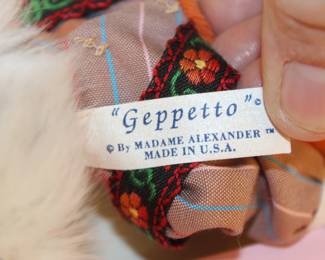 "Geppetto"©
© By MADAME ALEXANDER ™
MADE IN U.S.A.